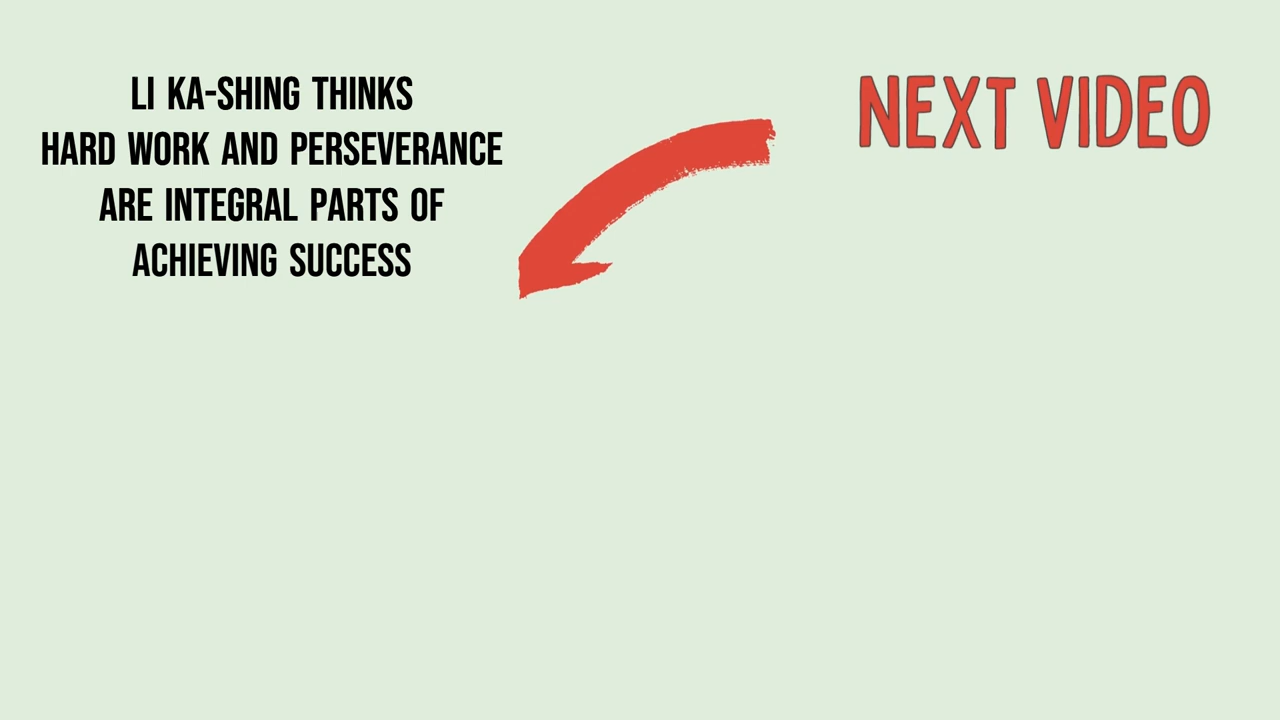 LI KA-SHING THINKS
HARD WORK AND PERSEVERANCE
ARE INTEGRAL PARTS OF
ACHIEVING SUCCESS
NEXT VIDEO